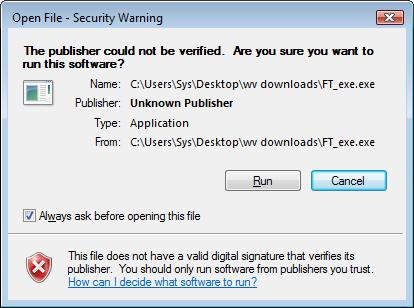 Open File - Security Warning
The publisher could not be verified.  Are you sure you want to
run this software?
Name: C:\Users\Sys\Desktop\wv downloads\FT_exe.exe
Publisher: Unknown Publisher
Type: Application
From: C:\Users\Sys\Desktop\wv downloads\FT_exe.exe
Run Cancel
Always ask before opening this file
This file does not have a valid digital signature that verifies its
publisher.  You should only run software from publishers you trust.
How can I decide what software to run?